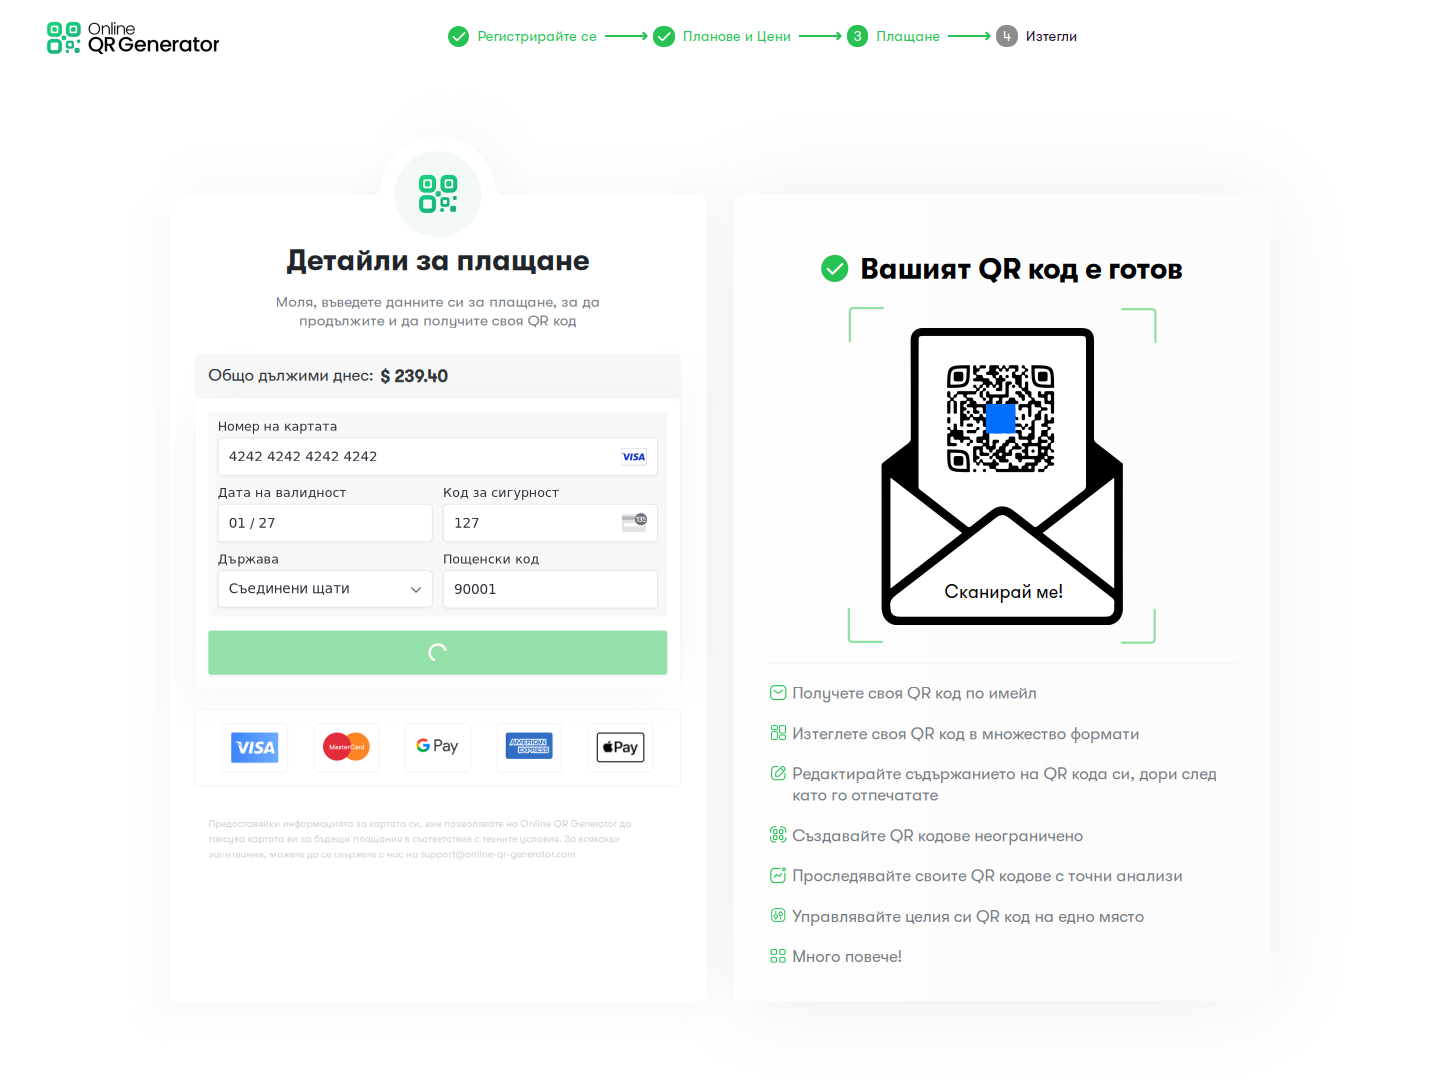 Online
QR Generator
Регистрирайте се
Планове и Цени
3 Плащане
4 Изтегли
Детайли за плащане
Моля, въведете данните си за плащане, за да
продължите и да получите своя QR код
Общо дължими днес: $ 239.40
Номер на картата
4242 4242 4242 4242
VISA
Дата на валидност
Код за сигурност
01 / 27
127
135
Държава
Пощенски код
Съединени щати
90001
VISA
MasterCard
G Pay
AMERICAN EXPRESS
Pay
Предоставяйки информацията за картата си, вие позволявате на Online QR Generator да
таксува картата ви за бъдещи плащания в съответствие с техните условия. За всякакви
запитвания, можете да се свържете с нас на support@online-qr-generator.com
Вашият QR код е готов
Сканирай ме!
Получете своя QR код по имейл
Изтеглете своя QR код в множество формати
Редактирайте съдържанието на QR кода си, дори след
като го отпечатате
Създавайте QR кодове неограничено
Проследявайте своите QR кодове с точни анализи
Управлявайте целия си QR код на едно място
Много повече!